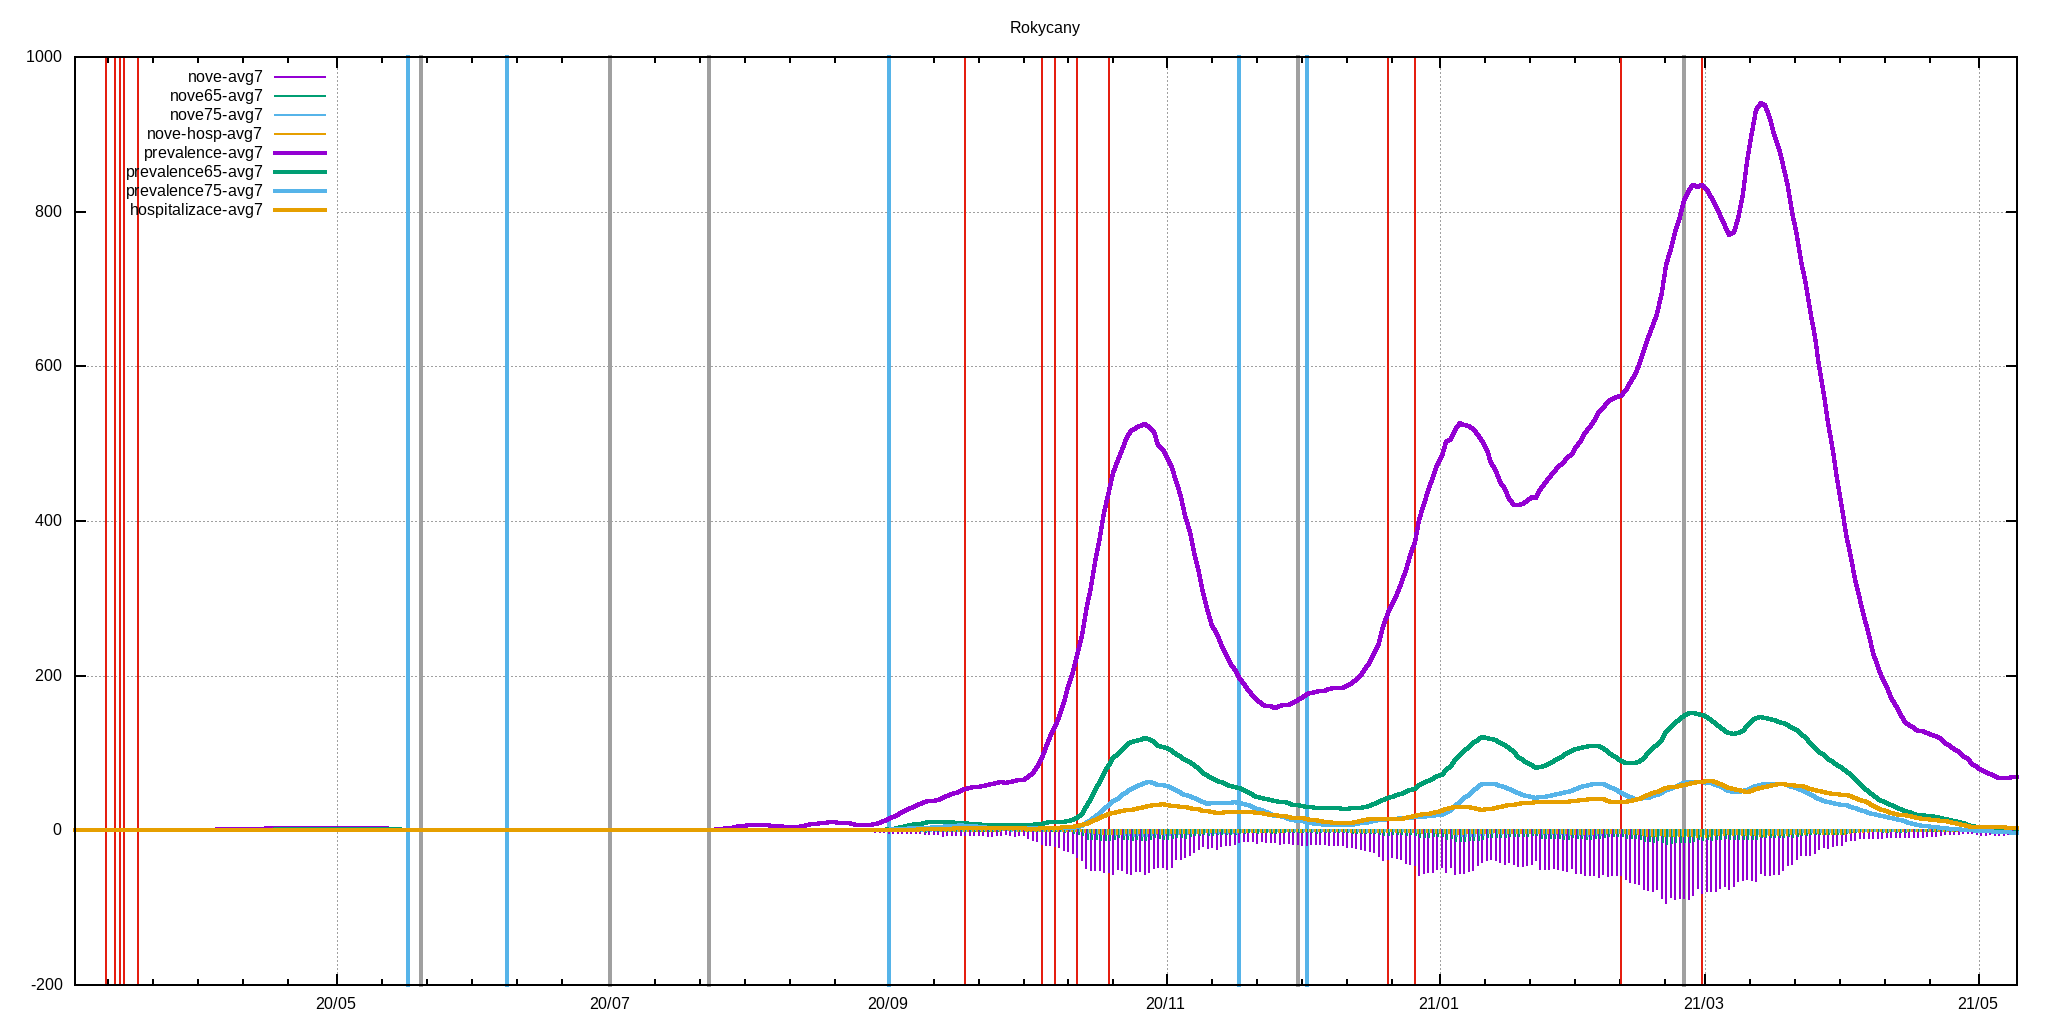 Rokycany
1000
800
600
400
200
0
-200
nove-avg7
nove65-avg7
nove75-avg7
nove-hosp-avg7
prevalence-avg7
prevalence65-avg7
prevalence75-avg7
hospitalizace-avg7
20/05 20/07 20/09 20/11 21/01 21/03 21/05